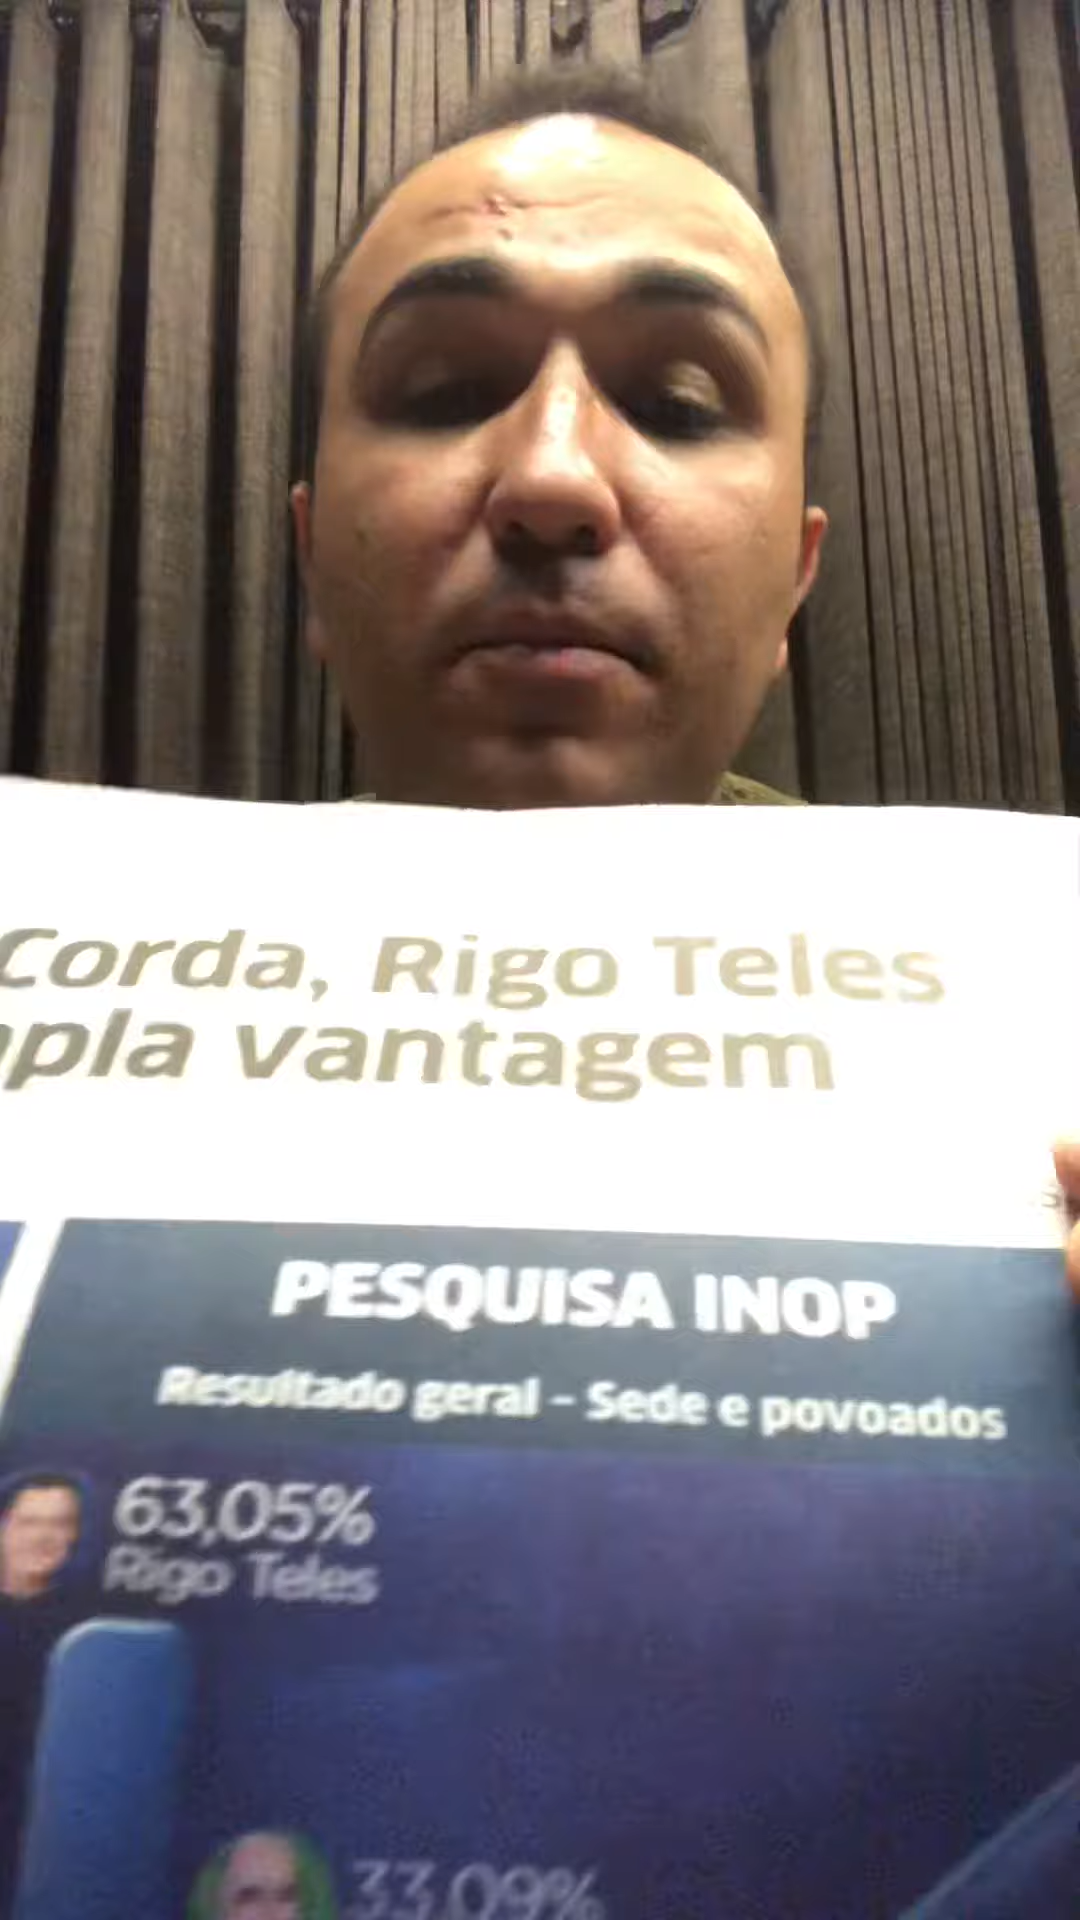 Corda, Rigo Teles
pla vantagem
PESQUISA INOP
Resultado geral - Sede e povoados
63,05%
Rigo Teles
33,09%